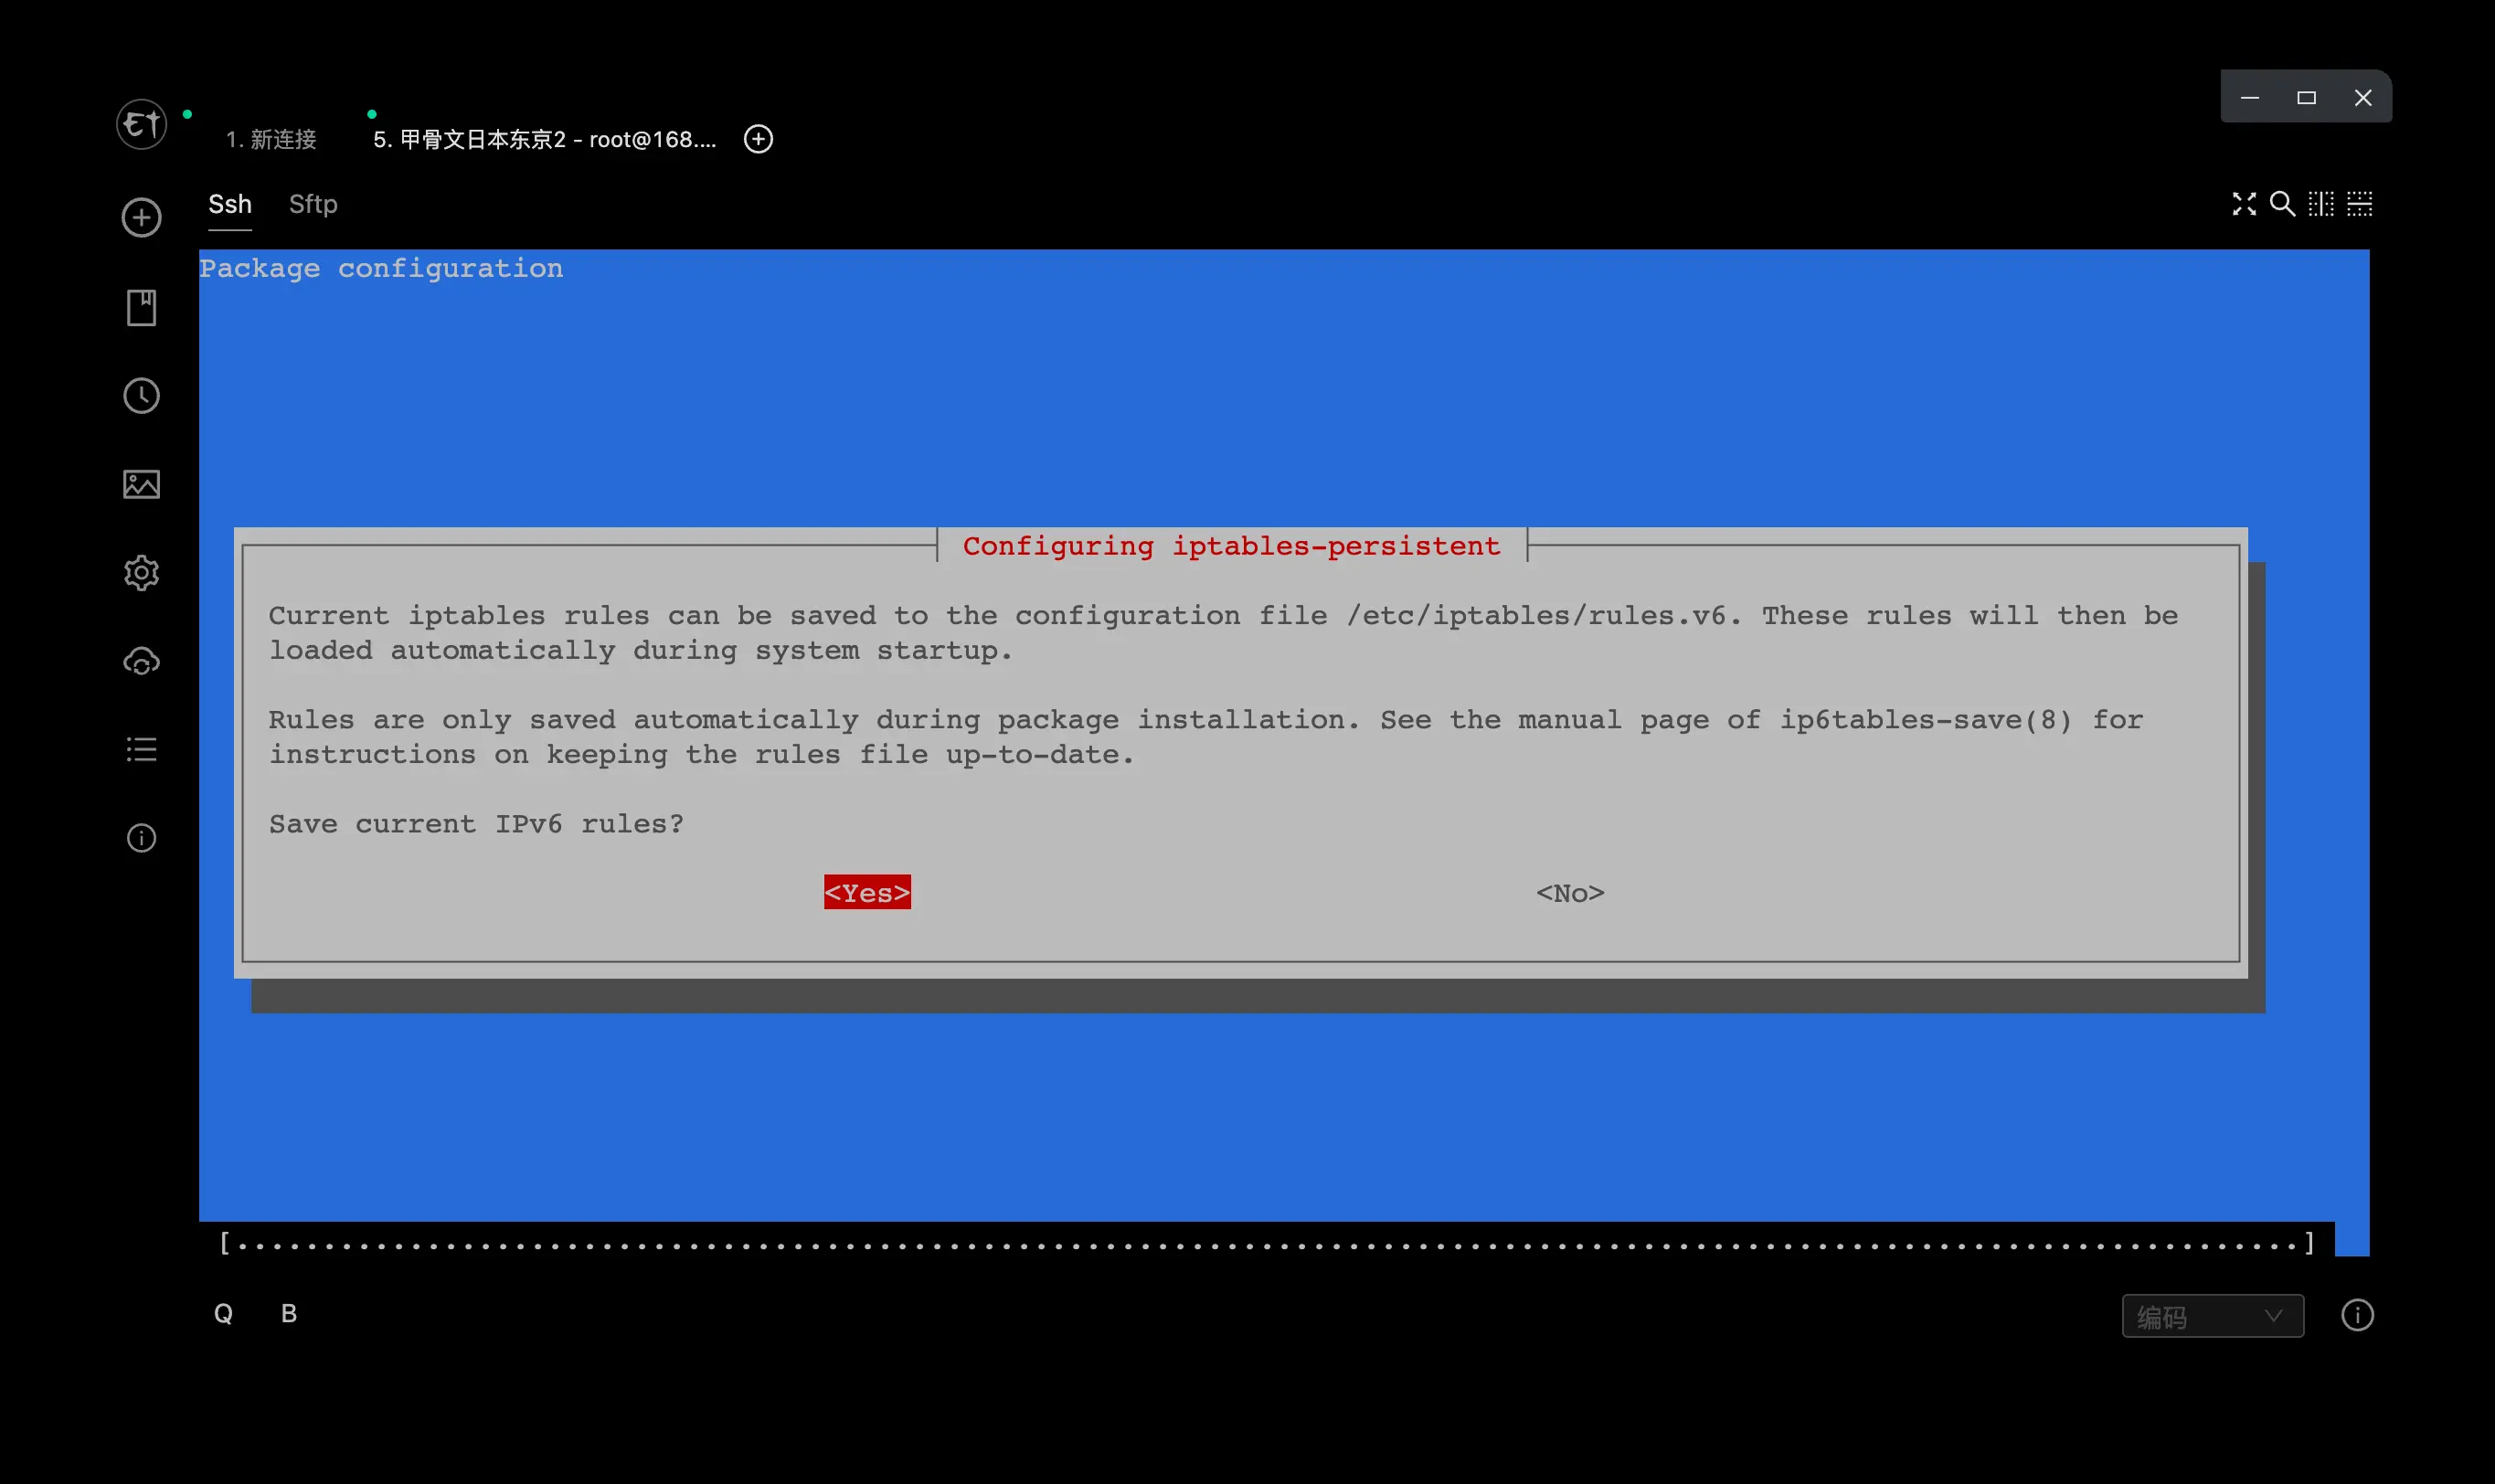 1. 新连接
5. 甲骨文日本东京2 - root@168....
Ssh
Sftp
Package configuration
Configuring iptables-persistent
Current iptables rules can be saved to the configuration file /etc/iptables/rules.v6. These rules will then be
loaded automatically during system startup.
Rules are only saved automatically during package installation. See the manual page of ip6tables-save(8) for
instructions on keeping the rules file up-to-date.
Save current IPv6 rules?
<Yes>
<No>
[.......................................................................................................................]
Q
B
编码